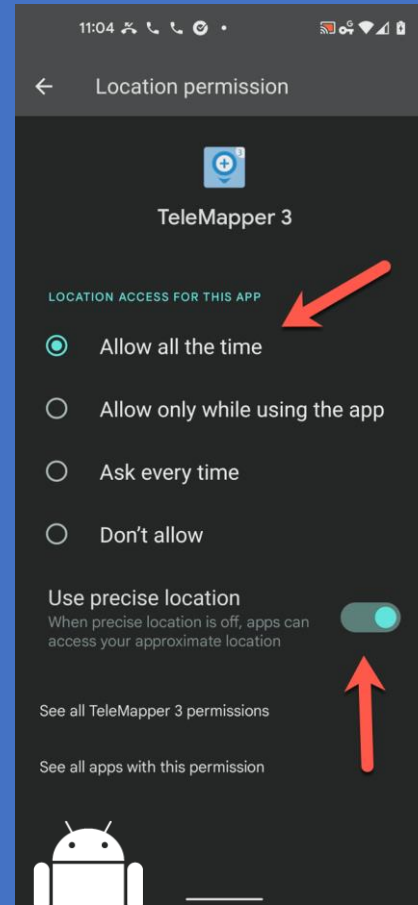 11:04
Location permission
3
TeleMapper 3
LOCATION ACCESS FOR THIS APP
Allow all the time
Allow only while using the app
Ask every time
Don't allow
Use precise location
When precise location is off, apps can
access your approximate location
See all TeleMapper 3 permissions
See all apps with this permission